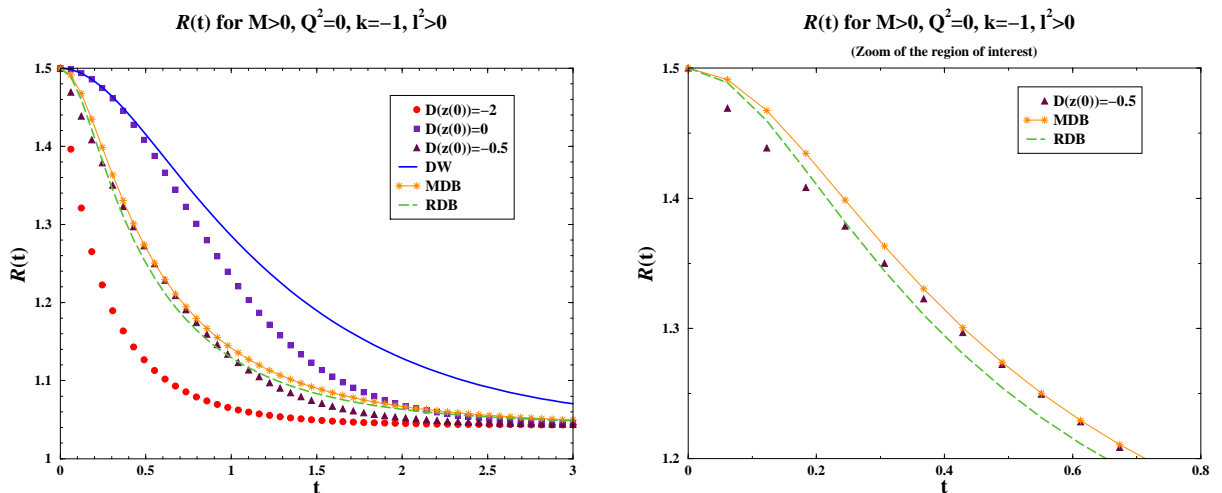 R(t) for M>0, Q²=0, k=−1, l²>0
1.5
1.4
1.3
1.2
1.1
1
R(t)
0
0.5
1
1.5
2
2.5
3
t
D(z(0))=−2
D(z(0))=0
D(z(0))=−0.5
DW
MDB
RDB
R(t) for M>0, Q²=0, k=−1, l²>0
(Zoom of the region of interest)
1.5
1.4
1.3
1.2
R(t)
0
0.2
0.4
0.6
0.8
t
D(z(0))=−0.5
MDB
RDB